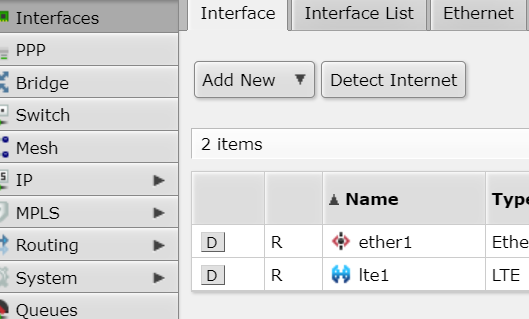 Interfaces
PPP
Bridge
Switch
Mesh
IP
MPLS
Routing
System
Queues
Interface Interface List Ethernet
Add New Detect Internet
2 items
Name Type
D R ether1 Ethe
D R lte1 LTE